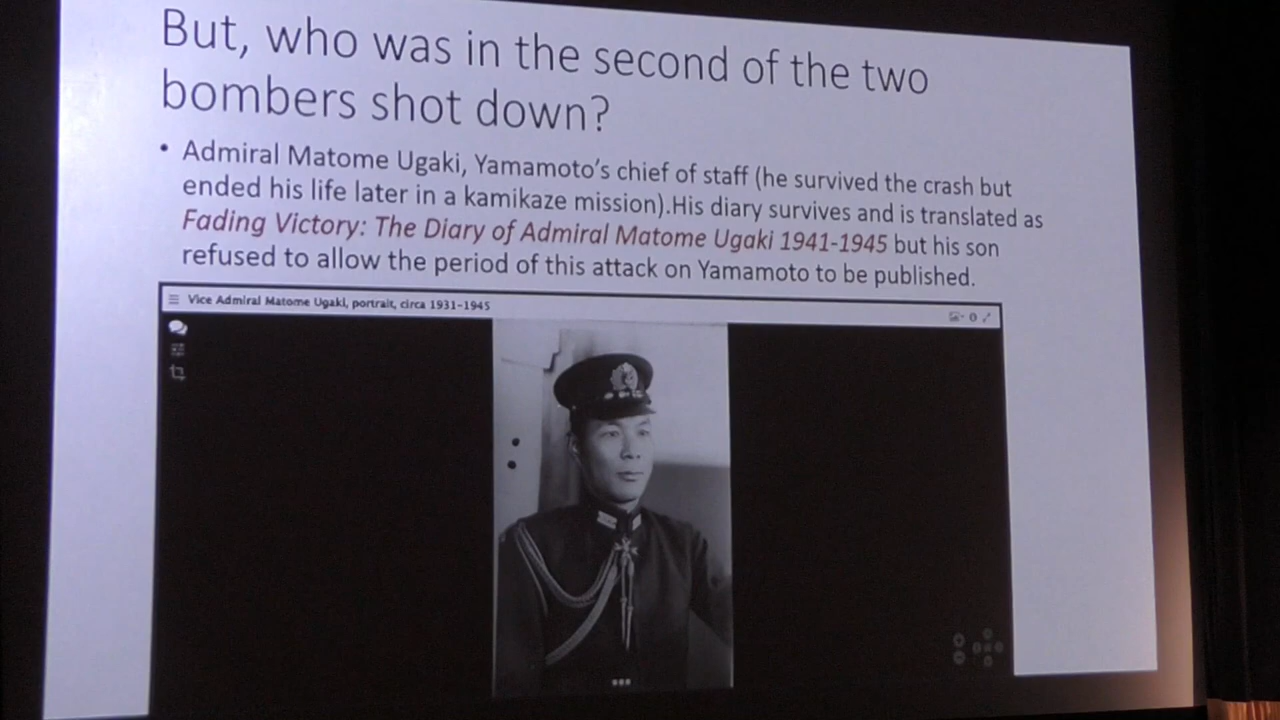 But, who was in the second of the two
bombers shot down?
• Admiral Matome Ugaki, Yamamoto's chief of staff (he survived the crash but
ended his life later in a kamikaze mission).His diary survives and is translated as
Fading Victory: The Diary of Admiral Matome Ugaki 1941-1945 but his son
refused to allow the period of this attack on Yamamoto to be published.
Vice Admiral Matome Ugaki, portrait, circa 1931-1945